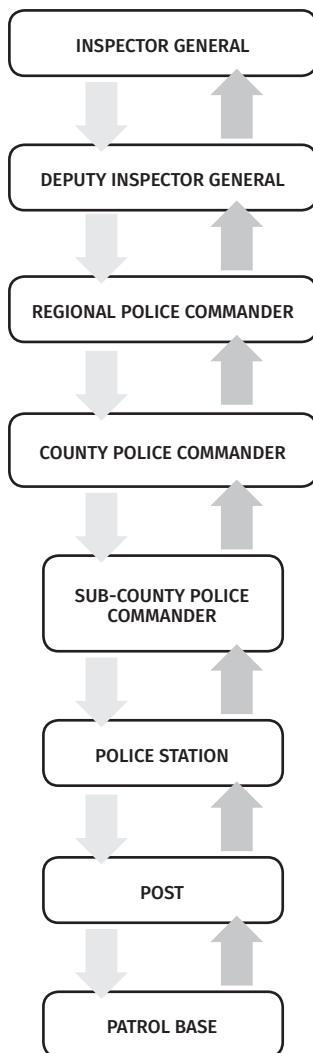 INSPECTOR GENERAL
DEPUTY INSPECTOR GENERAL
REGIONAL POLICE COMMANDER
COUNTY POLICE COMMANDER
SUB-COUNTY POLICE
COMMANDER
POLICE STATION
POST
PATROL BASE